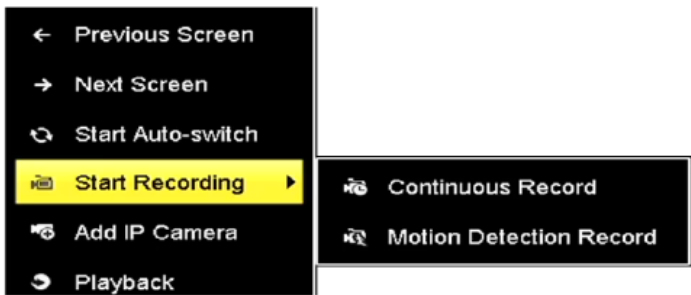 Previous Screen
Next Screen
Start Auto-switch
Start Recording
Continuous Record
Add IP Camera
Motion Detection Record
Playback